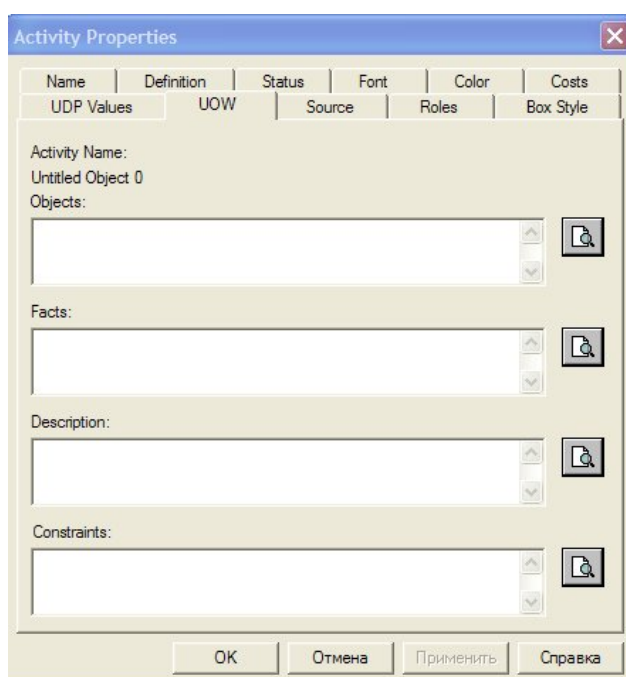 Activity Properties
Name Definition Status Font Color Costs
UDP Values UOW Source Roles Box Style
Activity Name:
Untitled Object 0
Objects:
Facts:
Description:
Constraints:
OK Отмена Применить Справка